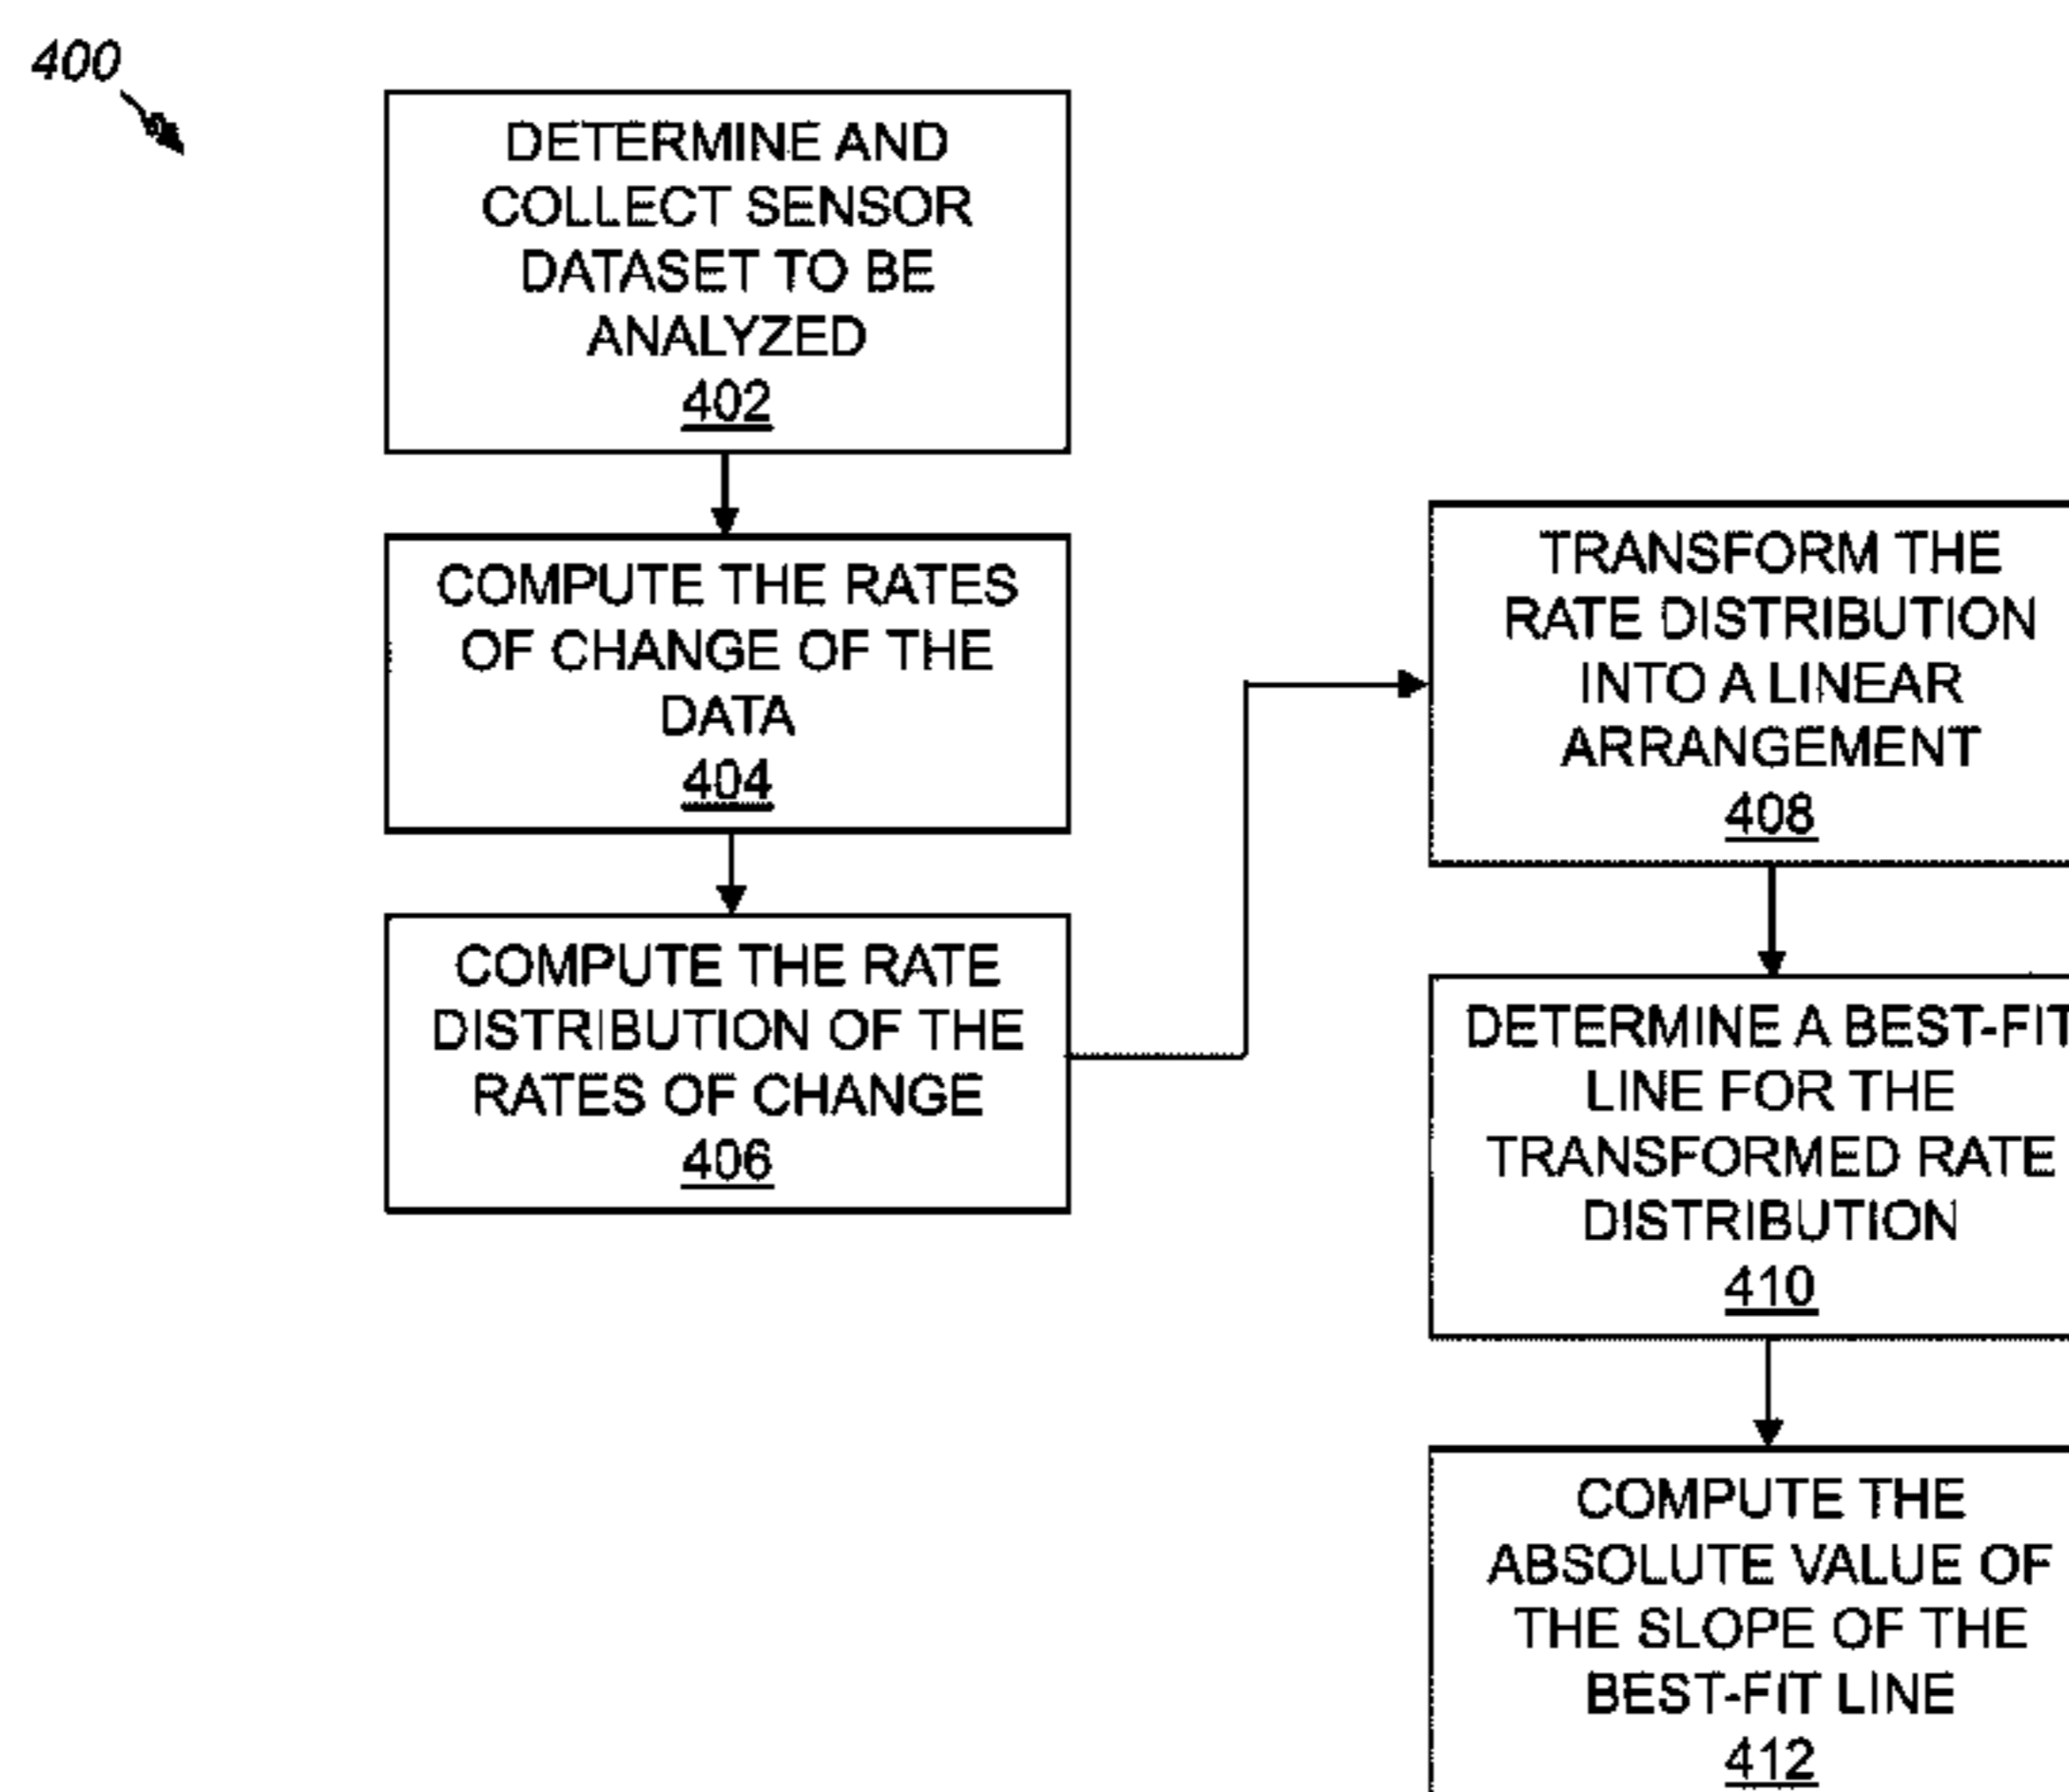 400
DETERMINE AND
COLLECT SENSOR
DATASET TO BE
ANALYZED
402
COMPUTE THE RATES
OF CHANGE OF THE
DATA
404
COMPUTE THE RATE
DISTRIBUTION OF THE
RATES OF CHANGE
406
TRANSFORM THE
RATE DISTRIBUTION
INTO A LINEAR
ARRANGEMENT
408
DETERMINE A BEST-FIT
LINE FOR THE
TRANSFORMED RATE
DISTRIBUTION
410
COMPUTE THE
ABSOLUTE VALUE OF
THE SLOPE OF THE
BEST-FIT LINE
412